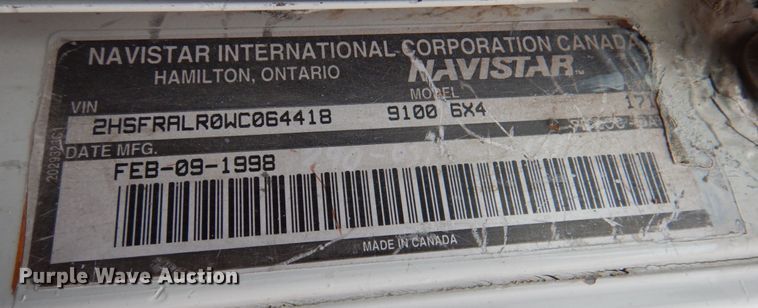 NAVISTAR INTERNATIONAL CORPORATION CANADA
HAMILTON, ONTARIO NAVISTAR™
VIN MODEL
2HSFRALR0WC064418 9100 6X4
DATE MFG.
FEB-09-1998
MADE IN CANADA
Purple Wave Auction